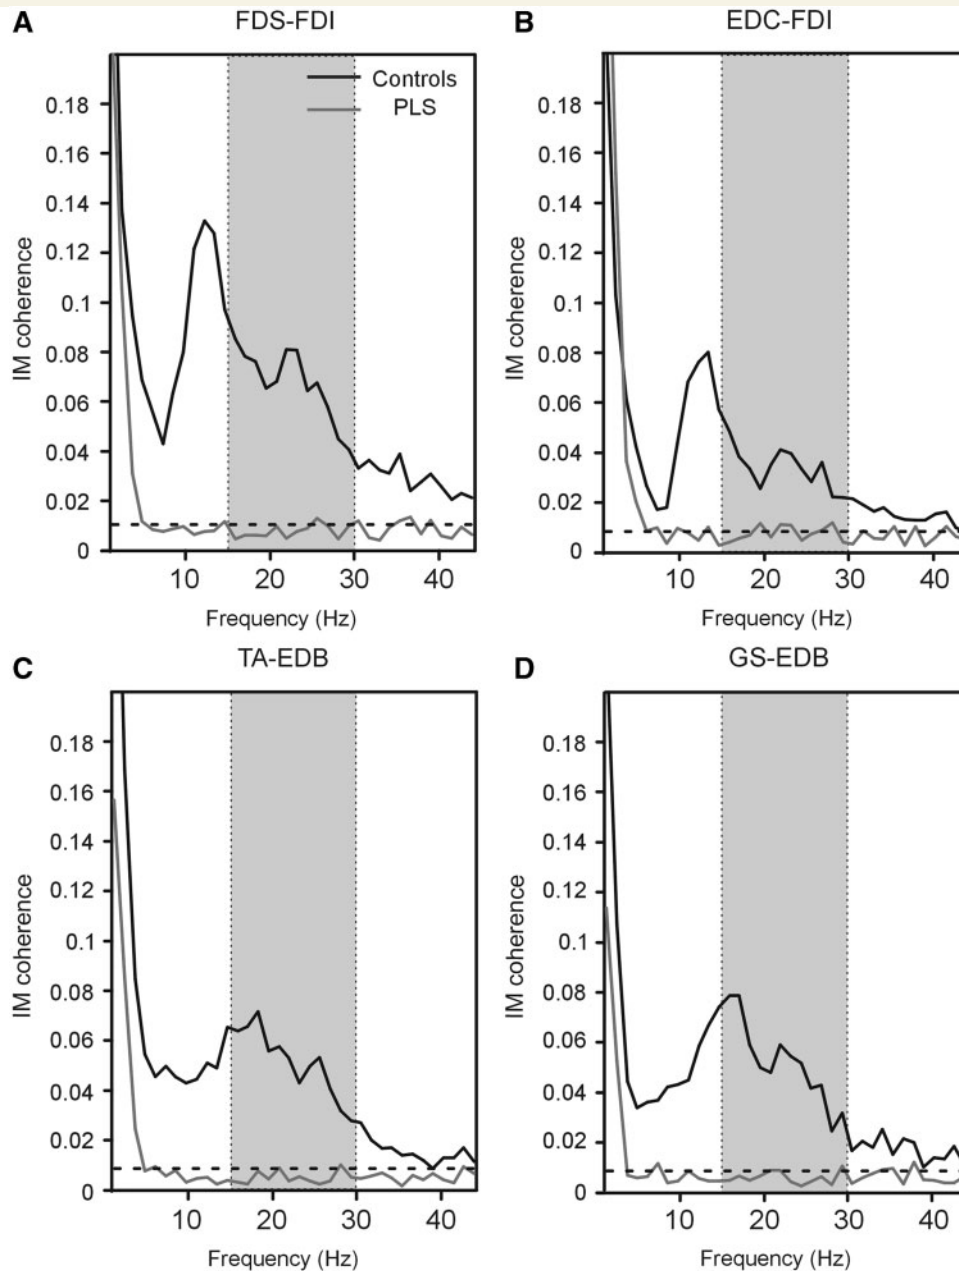 A
FDS-FDI
Controls
PLS
0.18
0.16
0.14
0.12
0.1
0.08
0.06
0.04
0.02
0
IM coherence
10 20 30 40
Frequency (Hz)
B
EDC-FDI
0.18
0.16
0.14
0.12
0.1
0.08
0.06
0.04
0.02
0
IM coherence
10 20 30 40
Frequency (Hz)
C
TA-EDB
0.18
0.16
0.14
0.12
0.1
0.08
0.06
0.04
0.02
0
IM coherence
10 20 30 40
Frequency (Hz)
D
GS-EDB
0.18
0.16
0.14
0.12
0.1
0.08
0.06
0.04
0.02
0
IM coherence
10 20 30 40
Frequency (Hz)